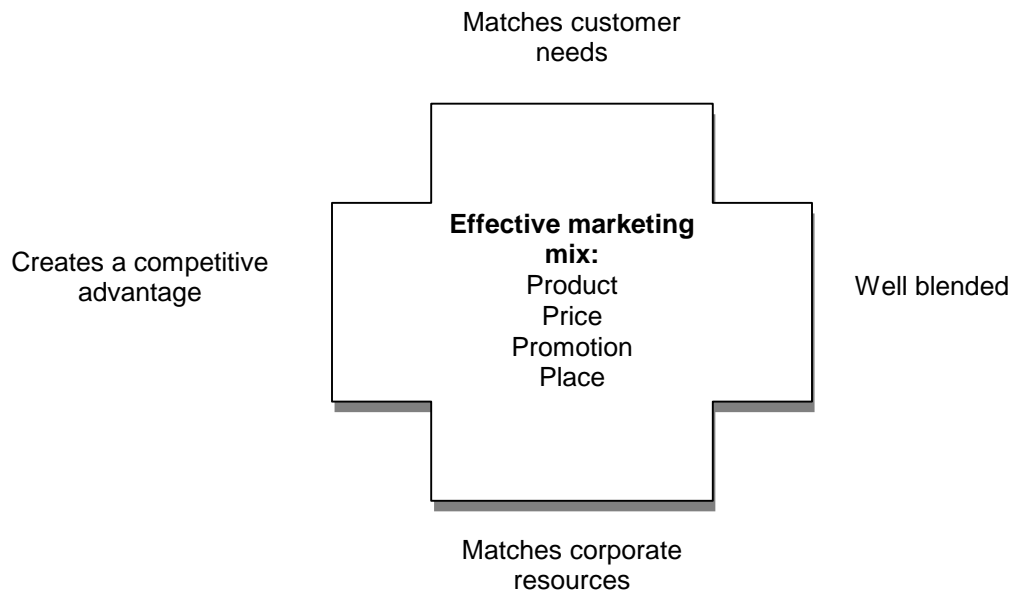 Matches customer
needs
Effective marketing
mix:
Product
Price
Promotion
Place
Creates a competitive
advantage
Well blended
Matches corporate
resources